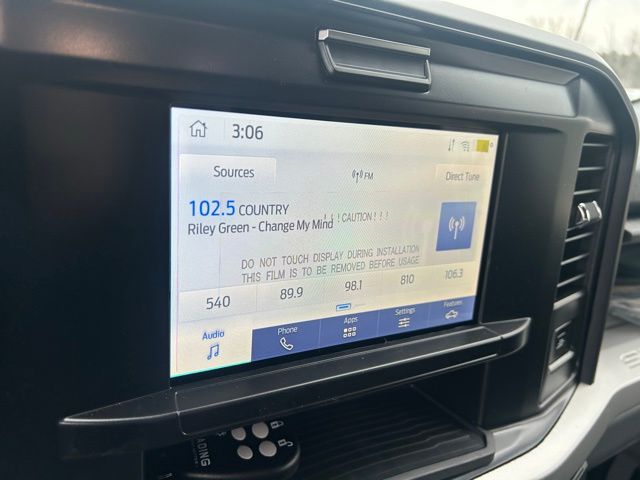 3:06
Sources
FM
Direct Tune
102.5 COUNTRY
Riley Green - Change My Mind
! ! ! CAUTION ! ! !
DO NOT TOUCH DISPLAY DURING INSTALLATION
THIS FILM IS TO BE REMOVED BEFORE USAGE
540 89.9 98.1 810 106.3
Audio Phone Apps Settings Features